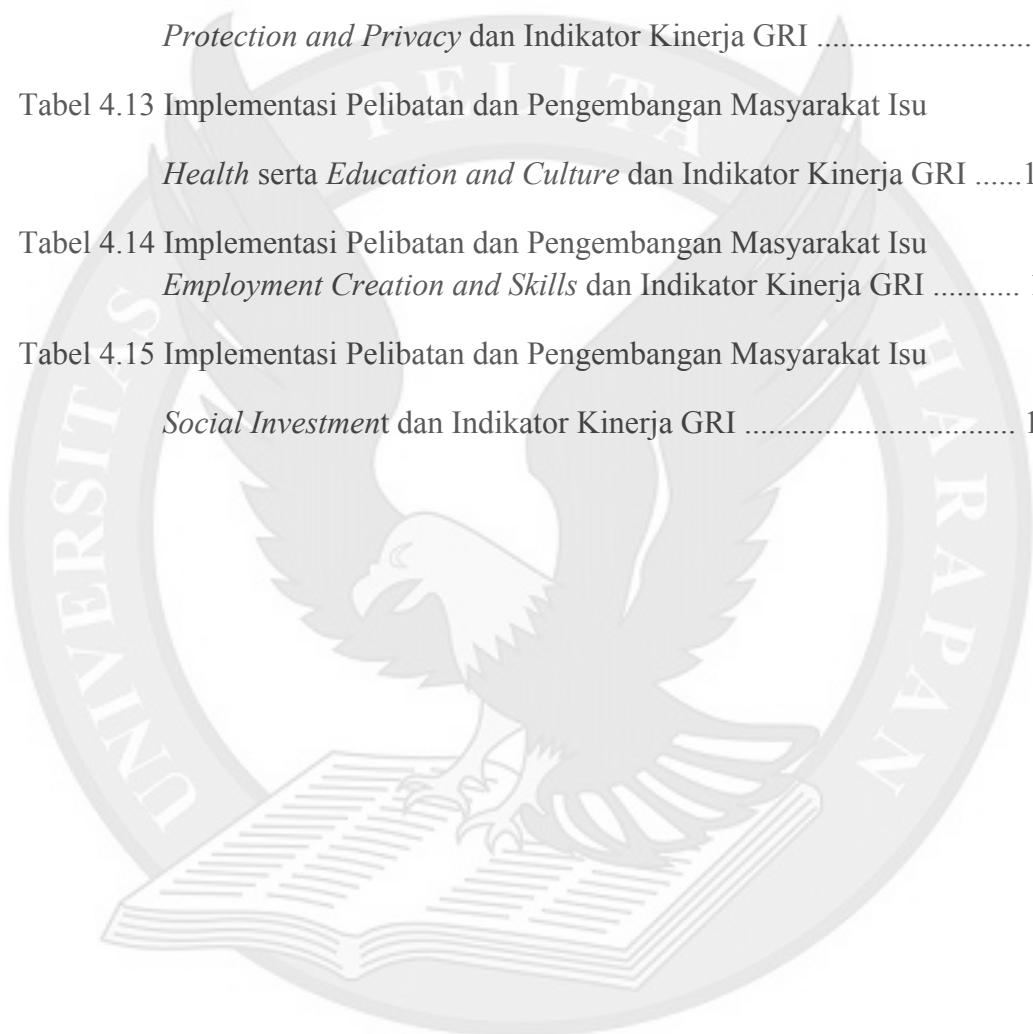 Protection and Privacy dan Indikator Kinerja GRI ...........................
Tabel 4.13 Implementasi Pelibatan dan Pengembangan Masyarakat Isu
Health serta Education and Culture dan Indikator Kinerja GRI ......1
Tabel 4.14 Implementasi Pelibatan dan Pengembangan Masyarakat Isu
Employment Creation and Skills dan Indikator Kinerja GRI ...........
Tabel 4.15 Implementasi Pelibatan dan Pengembangan Masyarakat Isu
Social Investment dan Indikator Kinerja GRI .................................. 1
UNIVERSITAS PELITA HARAPAN